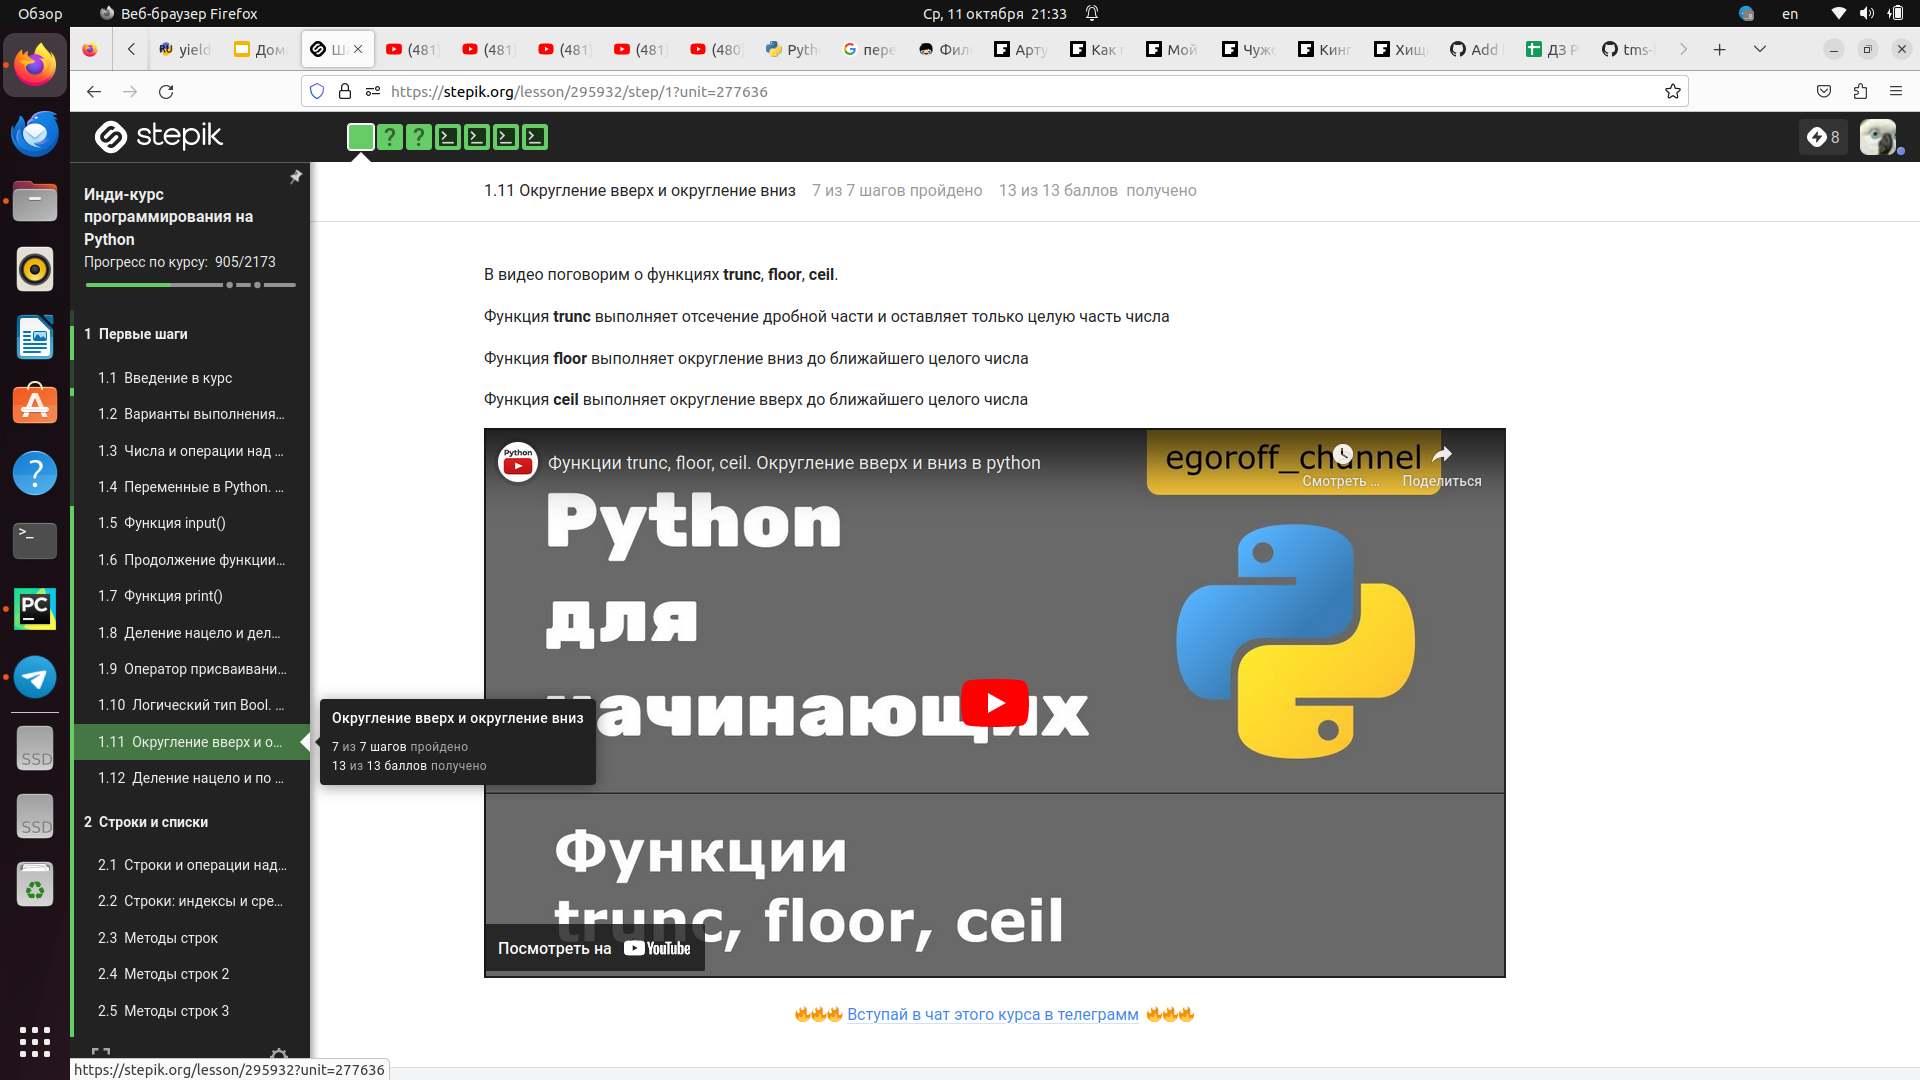 Обзор
Веб-браузер Firefox
Ср, 11 октября 21:33
en
yield
Дом
Ша
(481)
(481)
(481)
(481)
(480)
Pyth
пере
Фил
Арту
Как
Мой
Чуж
Кинг
Хищ
Add
ДЗ P
tms-
https://stepik.org/lesson/295932/step/1?unit=277636
stepik
8
Инди-курс
программирования на
Python
Прогресс по курсу: 905/2173
1 Первые шаги
1.1 Введение в курс
1.2 Варианты выполнения...
1.3 Числа и операции над ...
1.4 Переменные в Python. ...
1.5 Функция input()
1.6 Продолжение функции...
1.7 Функция print()
1.8 Деление нацело и дел...
1.9 Оператор присваивани...
1.10 Логический тип Bool. ...
1.11 Округление вверх и о...
1.12 Деление нацело и по ...
2 Строки и списки
2.1 Строки и операции над...
2.2 Строки: индексы и сре...
2.3 Методы строк
2.4 Методы строк 2
2.5 Методы строк 3
Округление вверх и округление вниз
7 из 7 шагов пройдено
13 из 13 баллов получено
1.11 Округление вверх и округление вниз 7 из 7 шагов пройдено 13 из 13 баллов получено
В видео поговорим о функциях trunc, floor, ceil.
Функция trunc выполняет отсечение дробной части и оставляет только целую часть числа
Функция floor выполняет округление вниз до ближайшего целого числа
Функция ceil выполняет округление вверх до ближайшего целого числа
Python
Функции trunc, floor, ceil. Округление вверх и вниз в python
egoroff_channel
Смотреть ...
Поделиться
Python
для
начинающих
Функции
trunc, floor, ceil
Посмотреть на YouTube
Вступай в чат этого курса в телеграмм
PC
SSD
SSD
https://stepik.org/lesson/295932?unit=277636